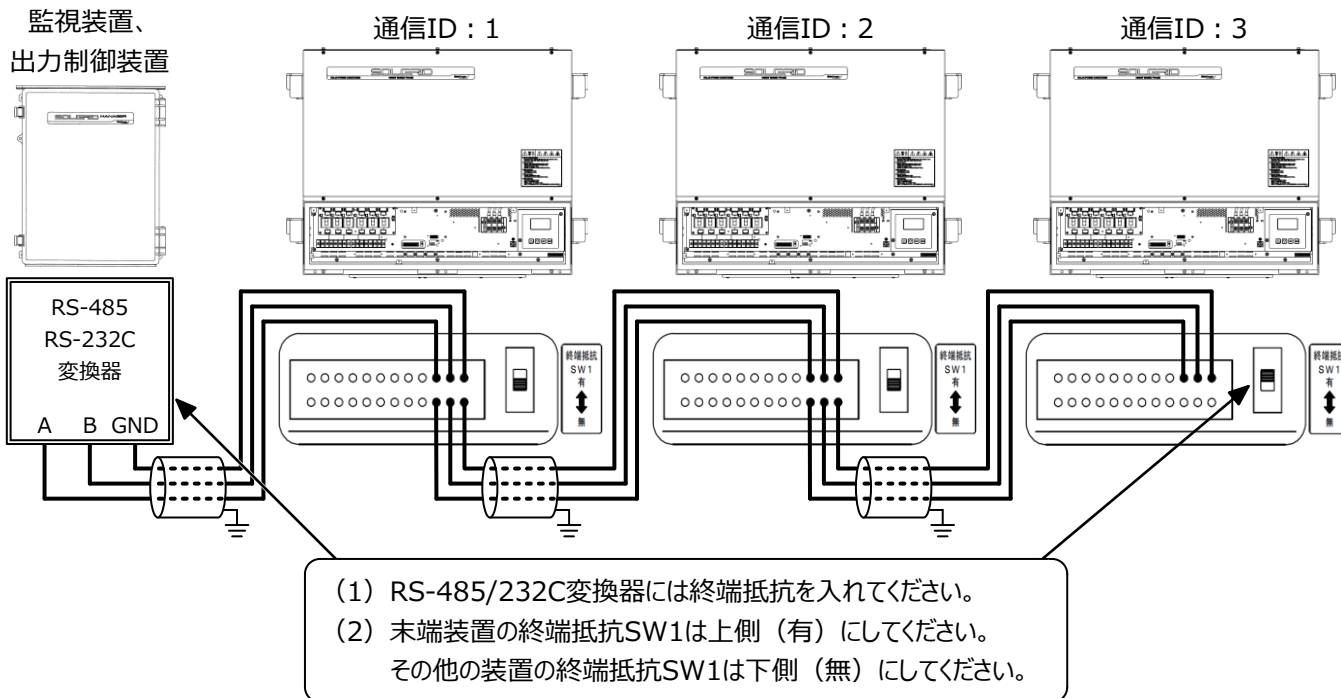 監視装置、
出力制御装置
通信ID：1
通信ID：2
通信ID：3
SOLGRID MANAGER
SOLGRID
SOLGRID
SOLGRID
RS-485
RS-232C
変換器
A B GND
終端抵抗
SW1
有
無
終端抵抗
SW1
有
無
終端抵抗
SW1
有
無
（1）RS-485/232C変換器には終端抵抗を入れてください。
（2）末端装置の終端抵抗SW1は上側（有）にしてください。
その他の装置の終端抵抗SW1は下側（無）にしてください。